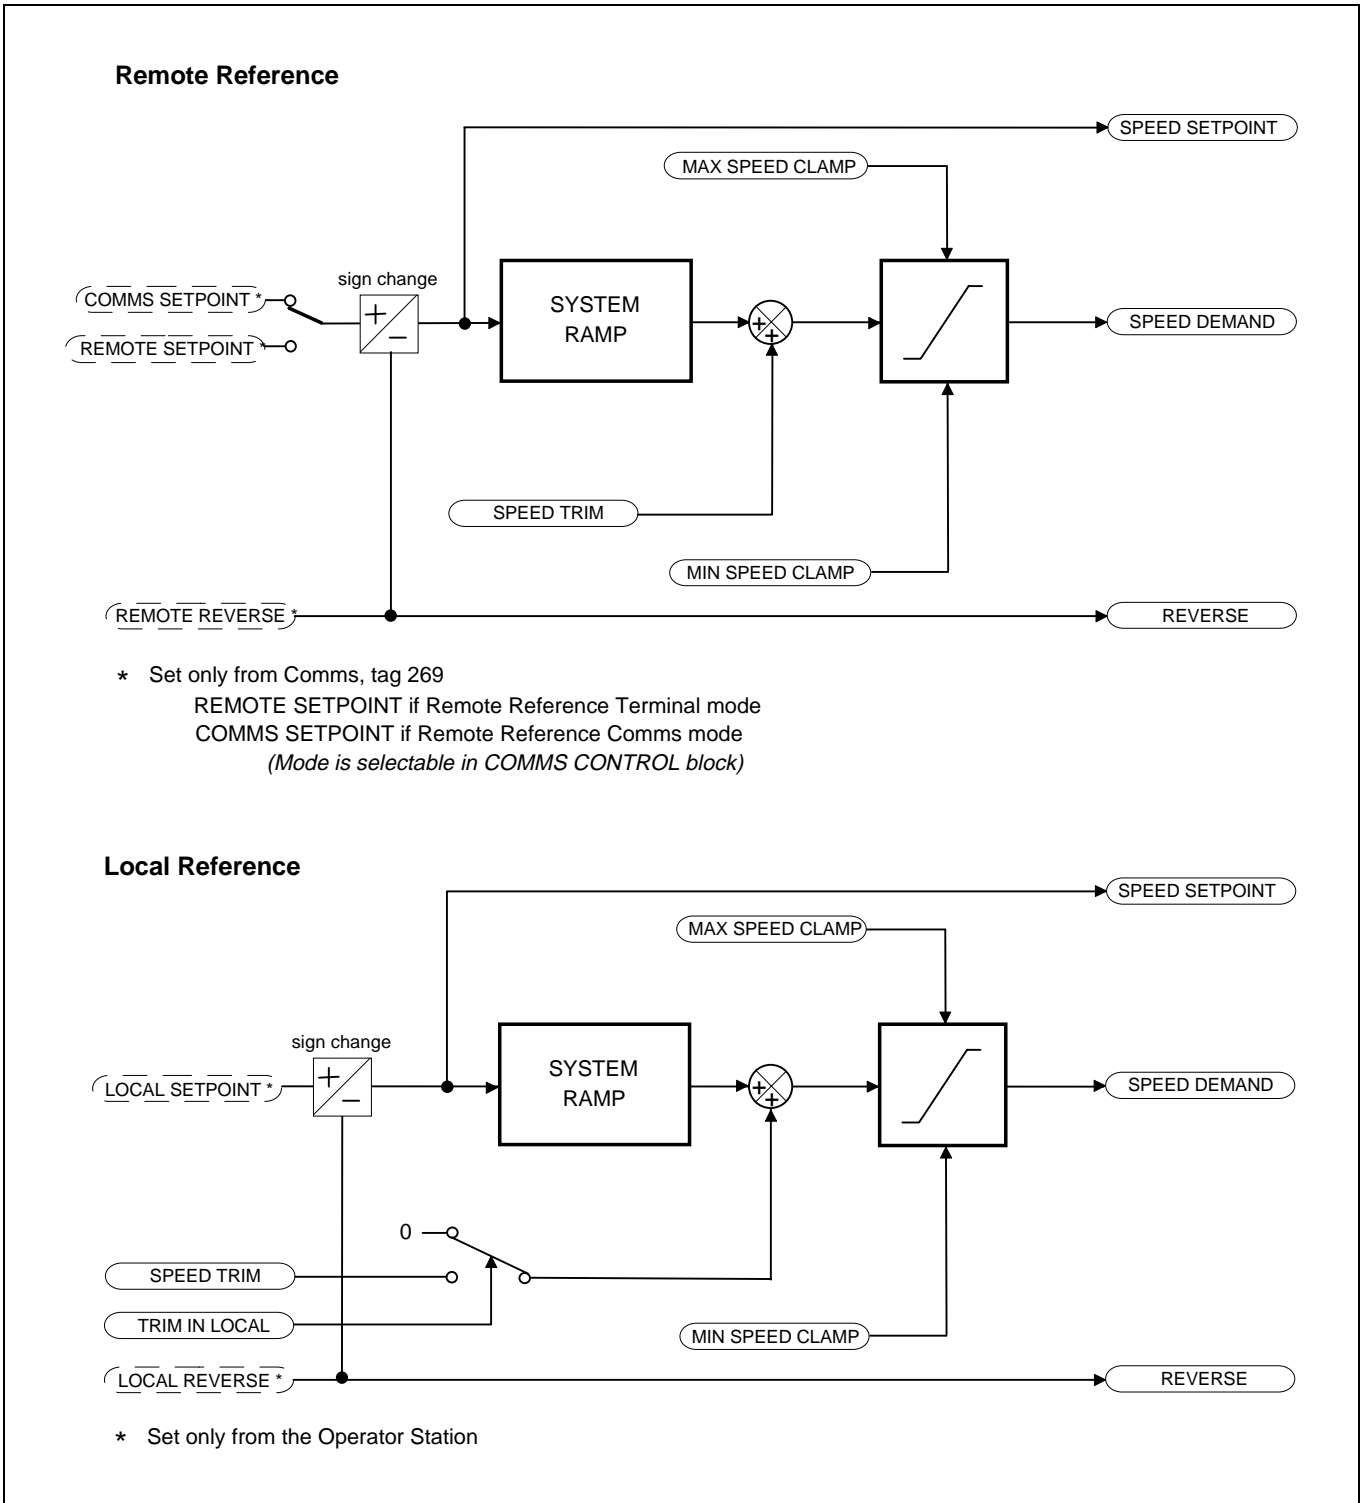 Remote Reference
SPEED SETPOINT
MAX SPEED CLAMP
sign change
COMMS SETPOINT *
+
−
SYSTEM
RAMP
+
+
SPEED DEMAND
REMOTE SETPOINT *
SPEED TRIM
MIN SPEED CLAMP
REMOTE REVERSE *
REVERSE
* Set only from Comms, tag 269
REMOTE SETPOINT if Remote Reference Terminal mode
COMMS SETPOINT if Remote Reference Comms mode
(Mode is selectable in COMMS CONTROL block)
Local Reference
SPEED SETPOINT
MAX SPEED CLAMP
sign change
LOCAL SETPOINT *
+
−
SYSTEM
RAMP
+
+
SPEED DEMAND
0
SPEED TRIM
TRIM IN LOCAL
MIN SPEED CLAMP
LOCAL REVERSE *
REVERSE
* Set only from the Operator Station